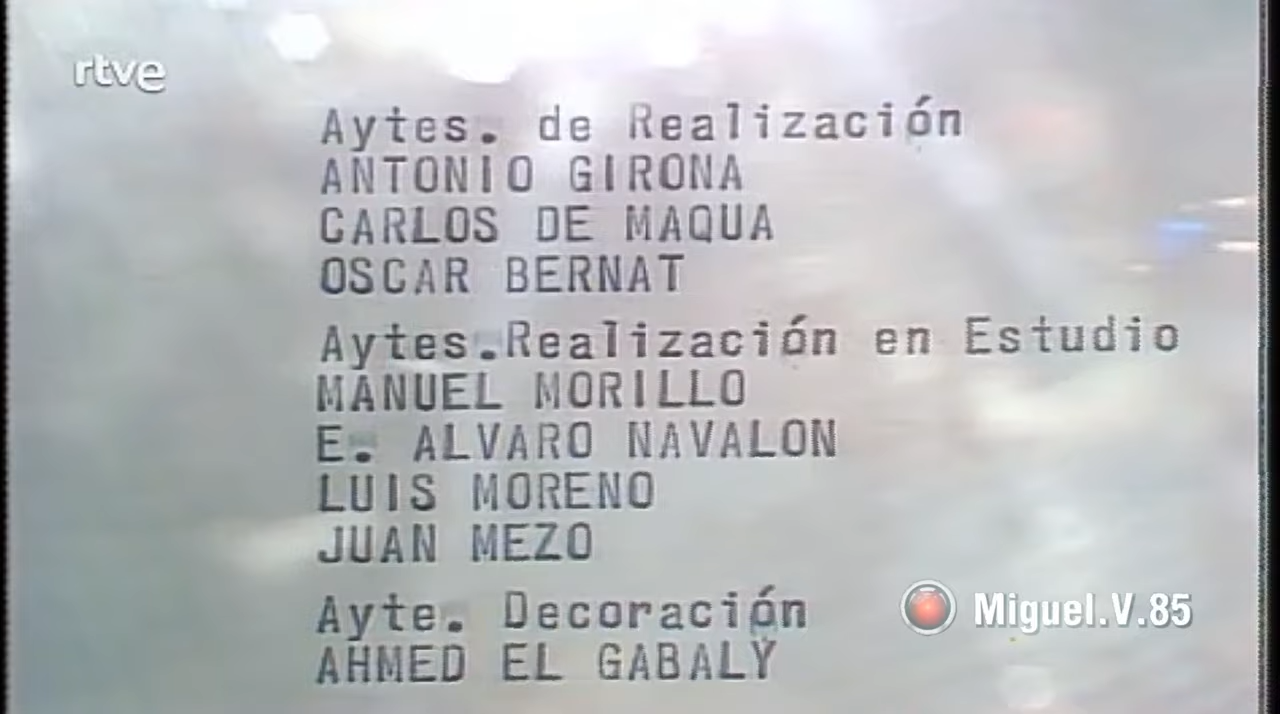 rtve
Aytes. de Realización
ANTONIO GIRONA
CARLOS DE MAQUA
OSCAR BERNAT
Aytes.Realización en Estudio
MANUEL MORILLO
E. ALVARO NAVALON
LUIS MORENO
JUAN MEZO
Ayte. Decoración
AHMED EL GABALY
Miguel.V.85